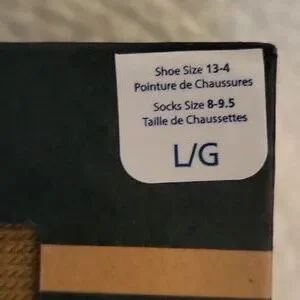 Shoe Size 13-4
Pointure de Chaussures
Socks Size 8-9.5
Taille de Chaussettes
L/G